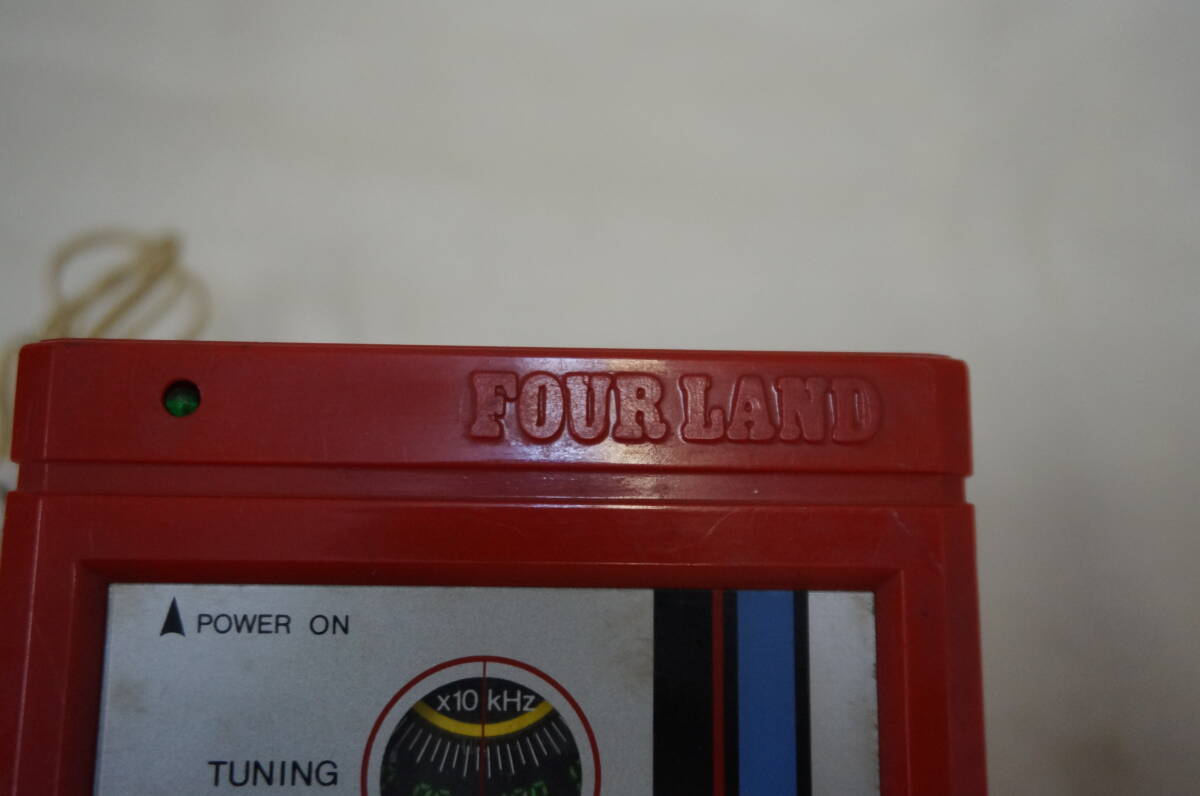 FOUR LAND
POWER ON
x10 kHz
TUNING